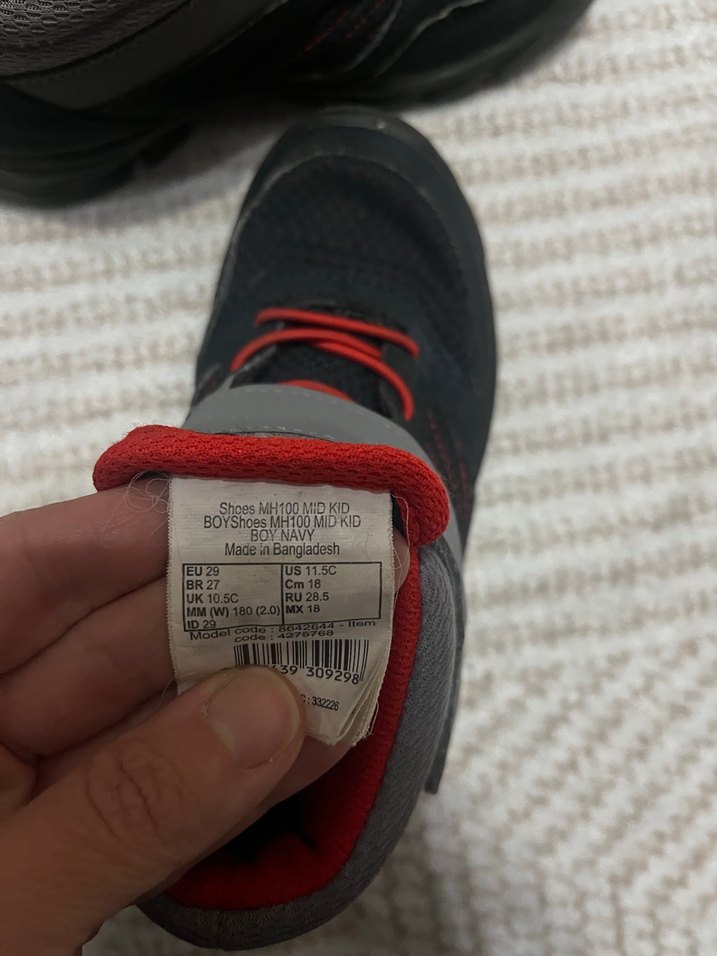 Shoes MH100 MID KID
BOYShoes MH100 MID KID
BOY NAVY
Made in Bangladesh
EU 29 US 11.5C
BR 27 Cm 18
UK 10.5C RU 28.5
MM (W) 180 (2.0) MX 18
ID 29
Model code : 8642644 - Item
code : 4275768
39 309298
: 332226